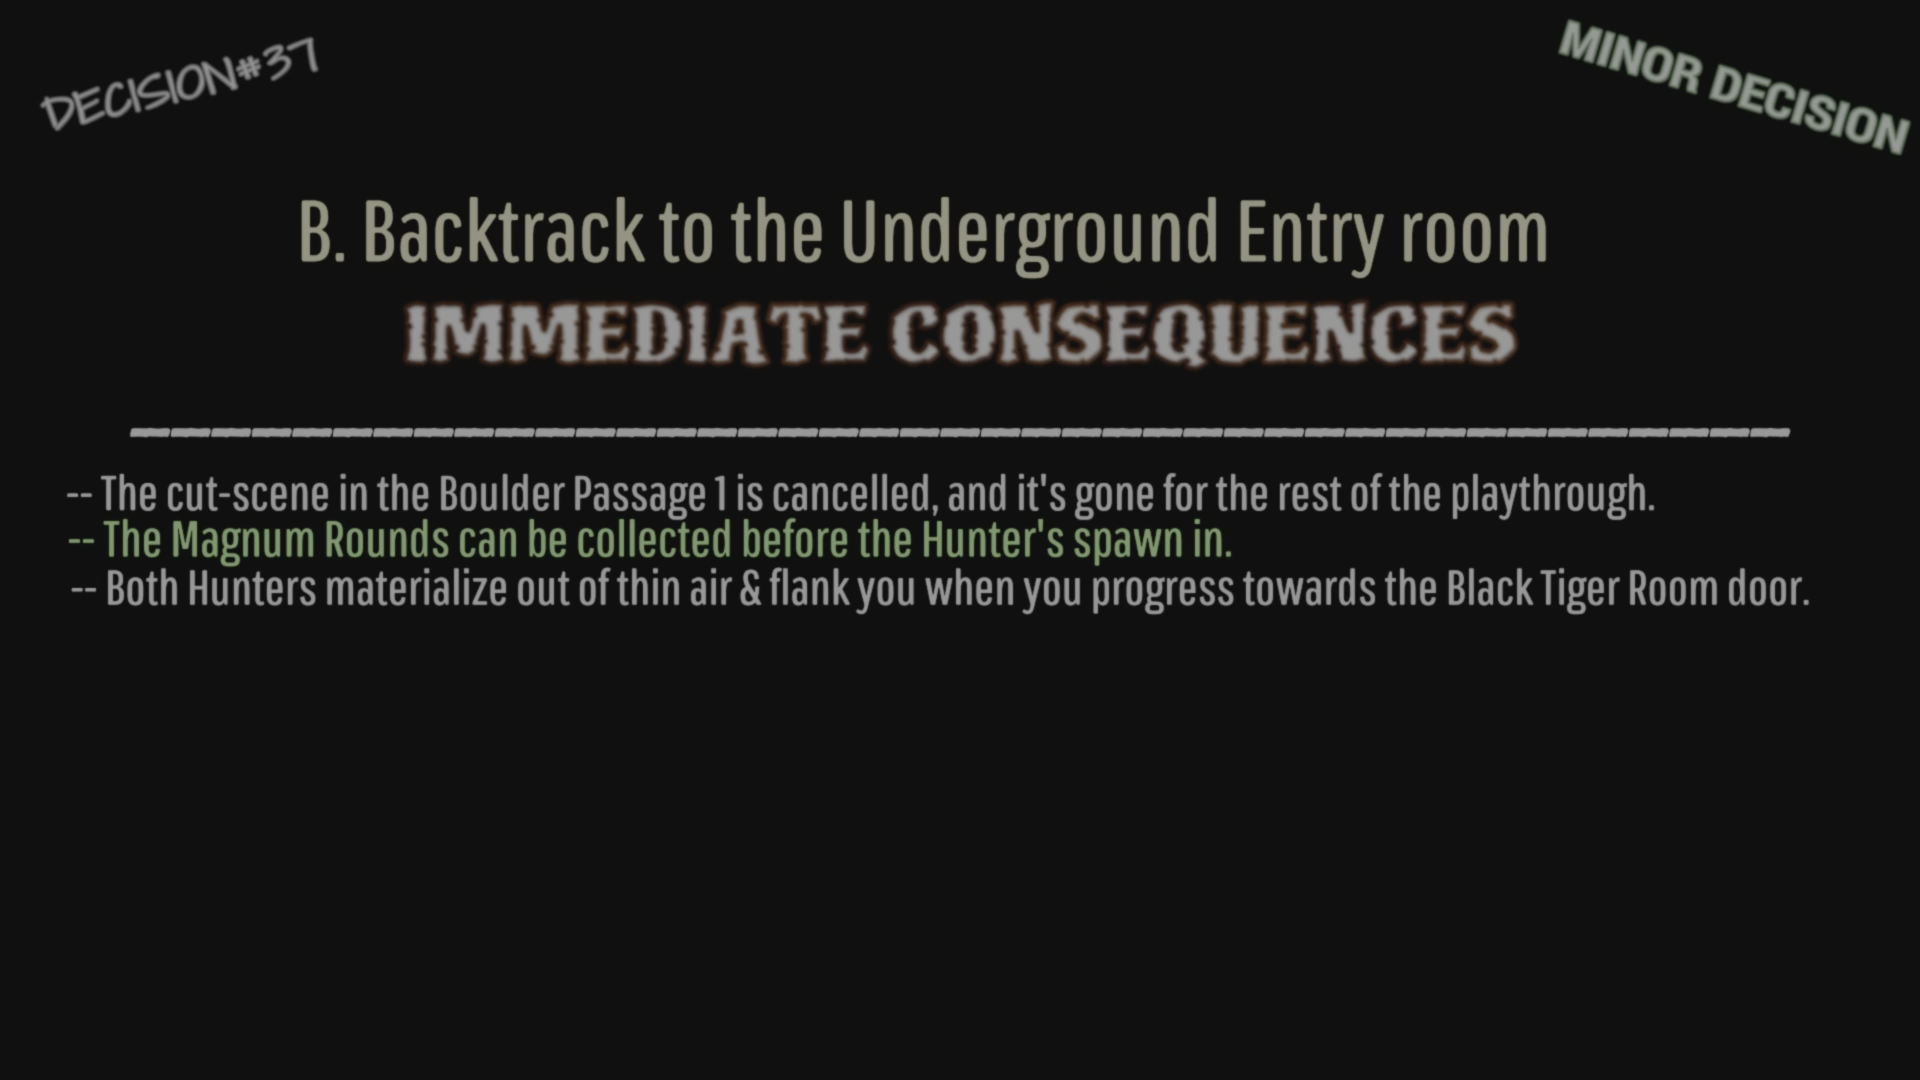 DECISION#37
MINOR DECISION
B. Backtrack to the Underground Entry room
IMMEDIATE CONSEQUENCES
-- The cut-scene in the Boulder Passage 1 is cancelled, and it's gone for the rest of the playthrough.
-- The Magnum Rounds can be collected before the Hunter's spawn in.
-- Both Hunters materialize out of thin air & flank you when you progress towards the Black Tiger Room door.